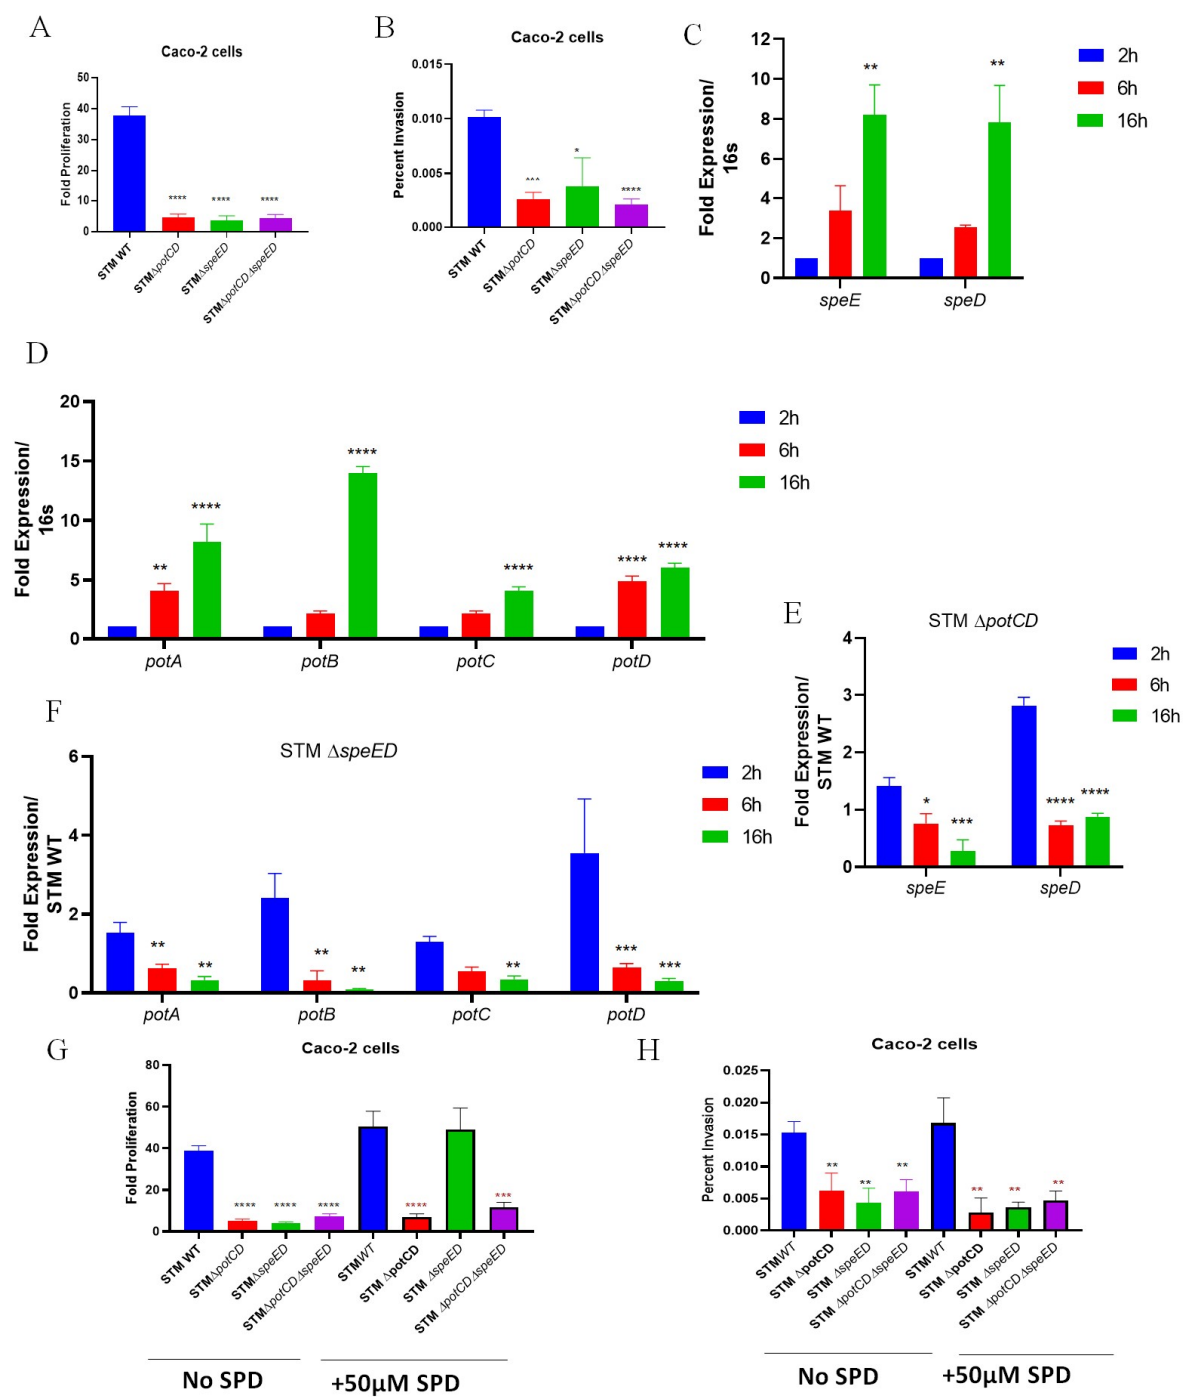 A
Caco-2 cells
Fold Proliferation
50
40
30
20
10
0
****
****
****
STM WT
STMΔpotCD
STMΔspeED
STMΔpotCDΔspeED
B
Caco-2 cells
Percent Invasion
0.015
0.010
0.005
0.000
***
*
****
STM WT
STMΔpotCD
STMΔspeED
STMΔpotCDΔspeED
C
Fold Expression/
16s
12
10
8
6
4
2
0
**
**
speE
speD
2h
6h
16h
D
Fold Expression/
16s
20
15
10
5
0
**
****
****
****
****
****
potA
potB
potC
potD
2h
6h
16h
E
STM ΔpotCD
Fold Expression/
STM WT
4
3
2
1
0
*
***
****
****
speE
speD
2h
6h
16h
F
STM ΔspeED
Fold Expression/
STM WT
6
4
2
0
**
**
**
**
**
***
***
potA
potB
potC
potD
2h
6h
16h
G
Caco-2 cells
Fold Proliferation
80
60
40
20
0
****
****
****
****
***
STM WT
STMΔpotCD
STMΔspeED
STMΔpotCDΔspeED
STMWT
STM ΔpotCD
STM ΔspeED
STM ΔpotCDΔspeED
No SPD
+50µM SPD
H
Caco-2 cells
Percent Invasion
0.025
0.020
0.015
0.010
0.005
0.000
**
**
**
**
**
**
STMWT
STM ΔpotCD
STM ΔspeED
STM ΔpotCDΔspeED
STMWT
STM ΔpotCD
STM ΔspeED
STM ΔpotCDΔspeED
No SPD
+50µM SPD